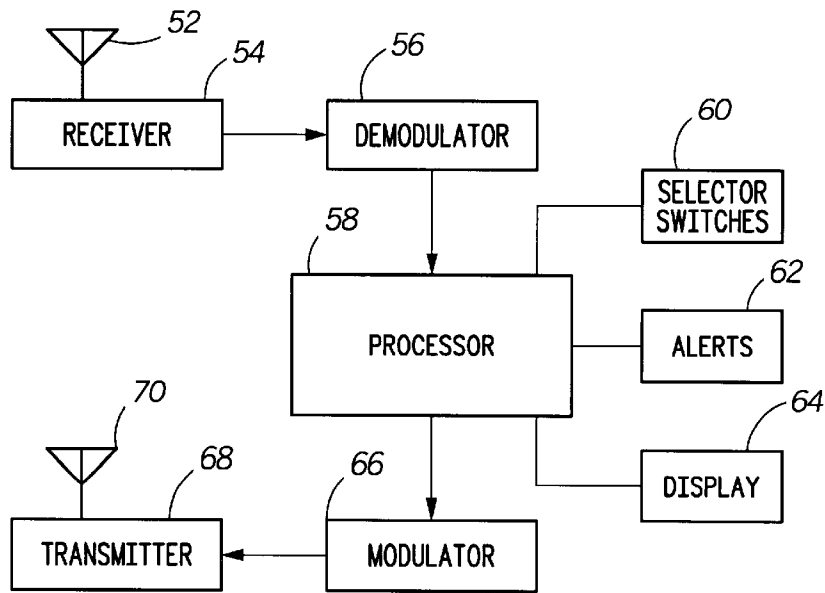 52
54
56
60
RECEIVER
DEMODULATOR
SELECTOR
SWITCHES
58
62
PROCESSOR
ALERTS
70
64
68
66
DISPLAY
TRANSMITTER
MODULATOR